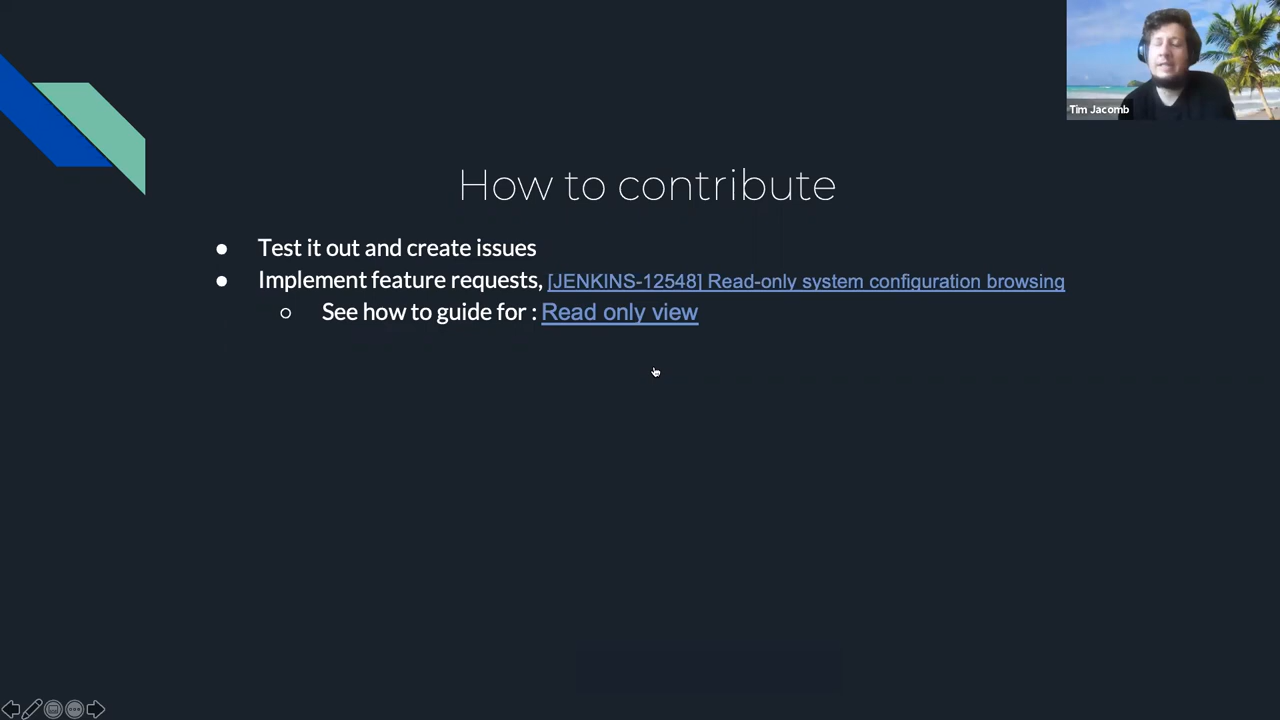 Tim Jacomb
How to contribute
● Test it out and create issues
● Implement feature requests, [JENKINS-12548] Read-only system configuration browsing
○ See how to guide for : Read only view